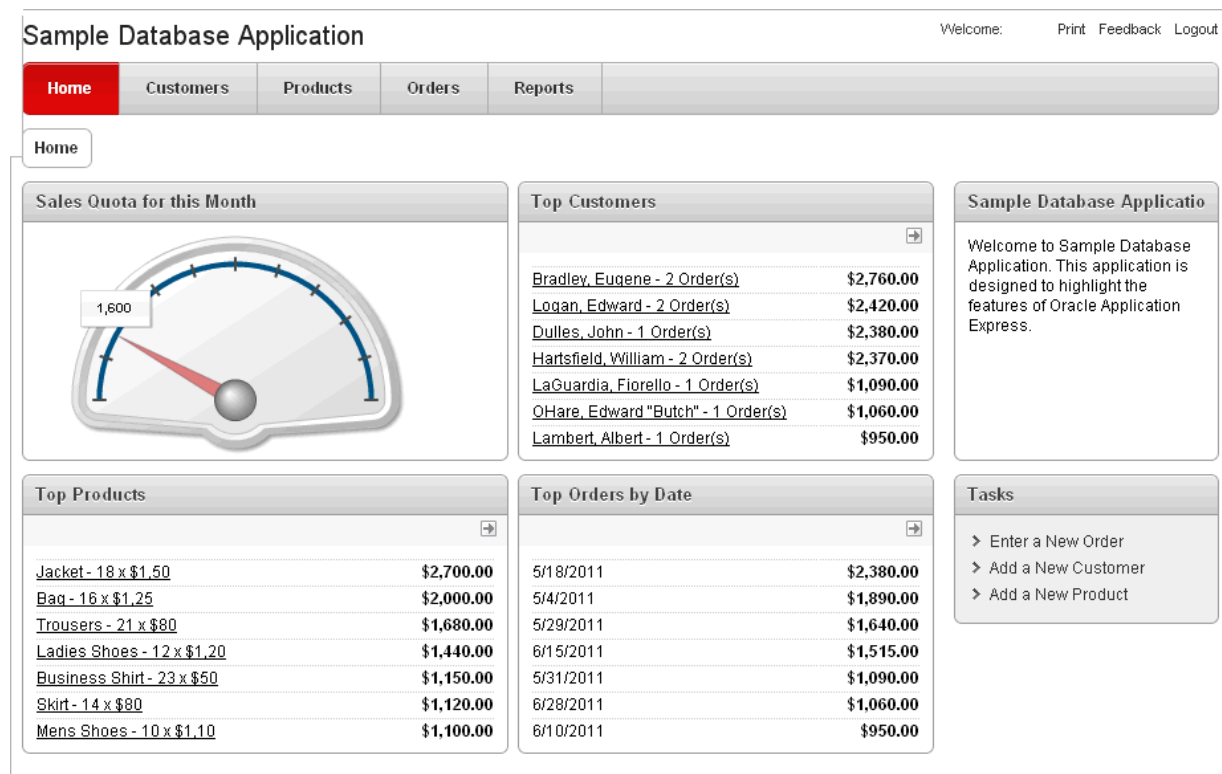 Sample Database Application
Welcome: Print Feedback Logout
Home Customers Products Orders Reports
Home
Sales Quota for this Month
1,600
Top Customers
Bradley, Eugene - 2 Order(s) $2,760.00
Logan, Edward - 2 Order(s) $2,420.00
Dulles, John - 1 Order(s) $2,380.00
Hartsfield, William - 2 Order(s) $2,370.00
LaGuardia, Fiorello - 1 Order(s) $1,090.00
OHare, Edward "Butch" - 1 Order(s) $1,060.00
Lambert, Albert - 1 Order(s) $950.00
Sample Database Applicatio
Welcome to Sample Database
Application. This application is
designed to highlight the
features of Oracle Application
Express.
Top Products
Jacket - 18 x $1,50 $2,700.00
Bag - 16 x $1,25 $2,000.00
Trousers - 21 x $80 $1,680.00
Ladies Shoes - 12 x $1,20 $1,440.00
Business Shirt - 23 x $50 $1,150.00
Skirt - 14 x $80 $1,120.00
Mens Shoes - 10 x $1,10 $1,100.00
Top Orders by Date
5/18/2011 $2,380.00
5/4/2011 $1,890.00
5/29/2011 $1,640.00
6/15/2011 $1,515.00
5/31/2011 $1,090.00
6/28/2011 $1,060.00
6/10/2011 $950.00
Tasks
Enter a New Order
Add a New Customer
Add a New Product